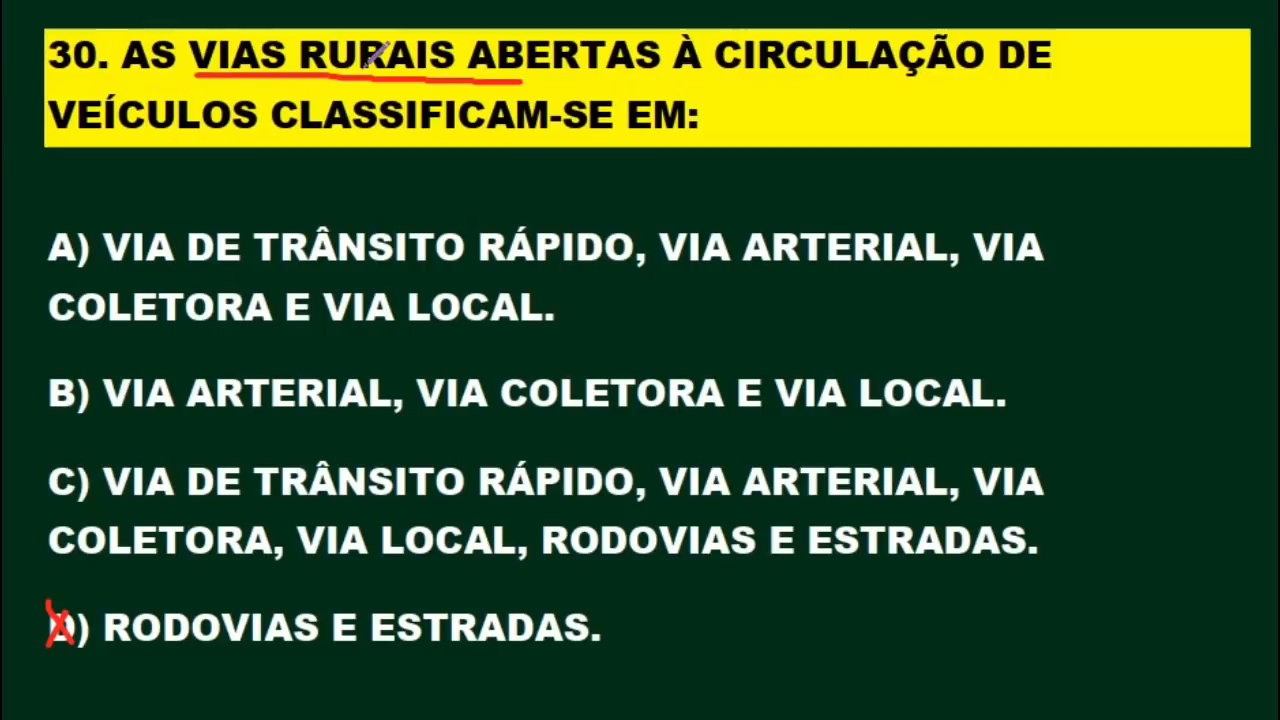 30. AS VIAS RURAIS ABERTAS À CIRCULAÇÃO DE
VEÍCULOS CLASSIFICAM-SE EM:
A) VIA DE TRÂNSITO RÁPIDO, VIA ARTERIAL, VIA
COLETORA E VIA LOCAL.
B) VIA ARTERIAL, VIA COLETORA E VIA LOCAL.
C) VIA DE TRÂNSITO RÁPIDO, VIA ARTERIAL, VIA
COLETORA, VIA LOCAL, RODOVIAS E ESTRADAS.
D) RODOVIAS E ESTRADAS.